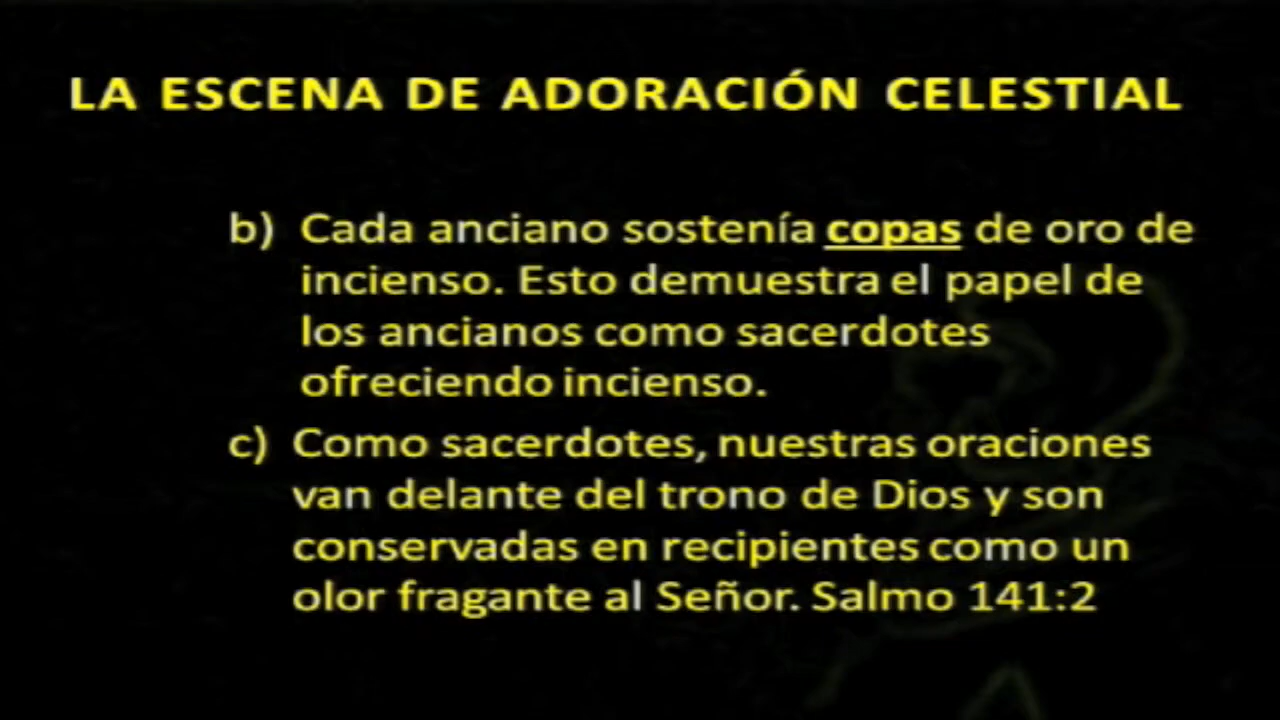 LA ESCENA DE ADORACIÓN CELESTIAL
b) Cada anciano sostenía copas de oro de
incienso. Esto demuestra el papel de
los ancianos como sacerdotes
ofreciendo incienso.
c) Como sacerdotes, nuestras oraciones
van delante del trono de Dios y son
conservadas en recipientes como un
olor fragante al Señor. Salmo 141:2